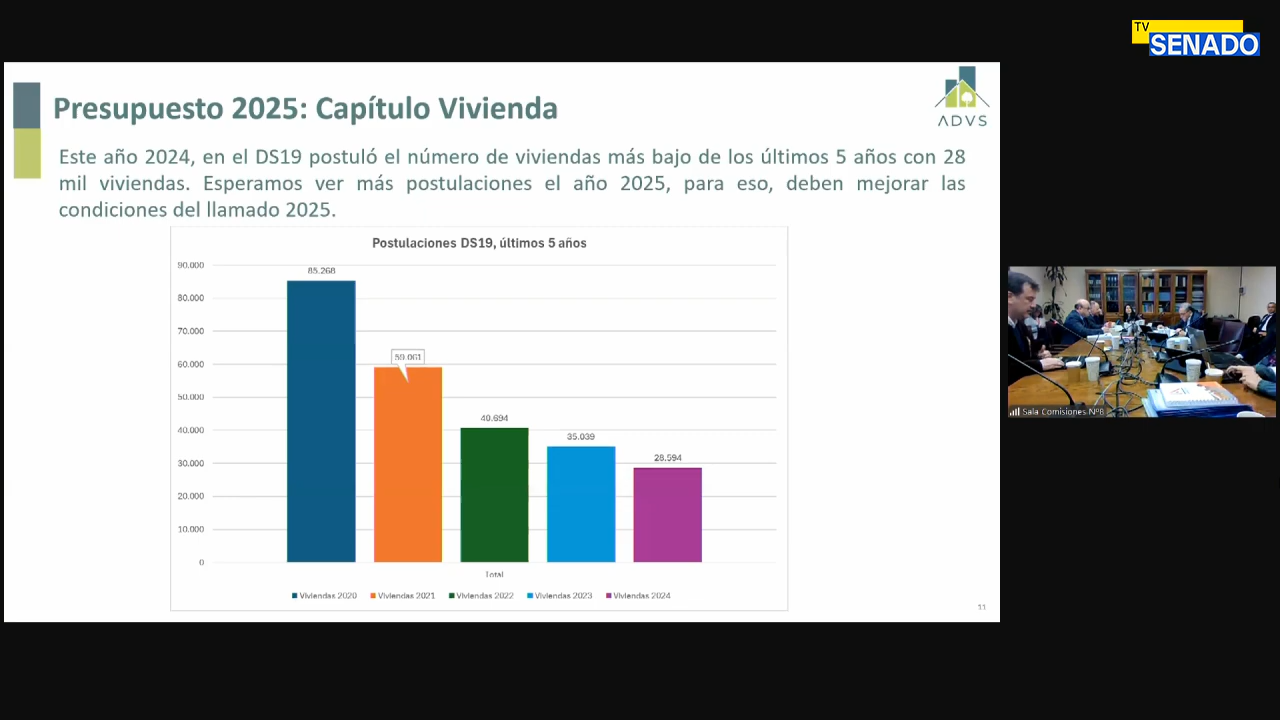 TV
SENADO
Presupuesto 2025: Capítulo Vivienda
ADVS
Este año 2024, en el DS19 postuló el número de viviendas más bajo de los últimos 5 años con 28
mil viviendas. Esperamos ver más postulaciones el año 2025, para eso, deben mejorar las
condiciones del llamado 2025.
Postulaciones DS19, últimos 5 años
90.000
80.000
70.000
60.000
50.000
40.000
30.000
20.000
10.000
0
85.268
59.061
40.694
35.039
28.594
Total
Viviendas 2020 Viviendas 2021 Viviendas 2022 Viviendas 2023 Viviendas 2024
11
Sala Comisiones Nº8